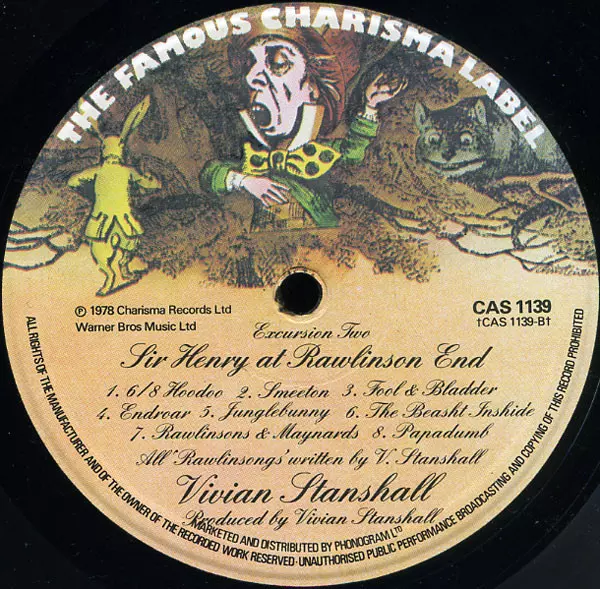 THE FAMOUS CHARISMA LABEL
℗ 1978 Charisma Records Ltd
Warner Bros Music Ltd
CAS 1139
†CAS 1139-B†
Excursion Two
Sir Henry at Rawlinson End
1. 6/8 Hoodoo 2. Smeeton 3. Fool & Bladder
4. Endroar 5. Junglebunny 6. The Beasht Inshide
7. Rawlinsons & Maynards 8. Papadumb
All 'Rawlinsongs' written by V. Stanshall
Vivian Stanshall
Produced by Vivian Stanshall
MARKETED AND DISTRIBUTED BY PHONOGRAM LTD
ALL RIGHTS OF THE MANUFACTURER AND OF THE OWNER OF THE RECORDED WORK RESERVED · UNAUTHORISED PUBLIC PERFORMANCE BROADCASTING AND COPYING OF THIS RECORD PROHIBITED